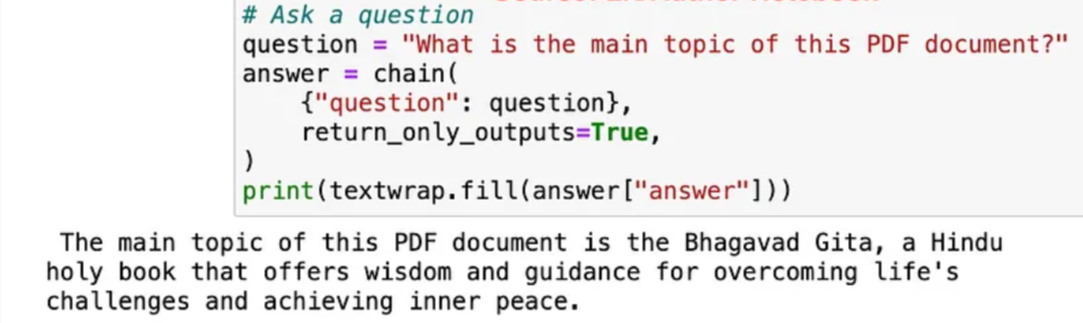 # Ask a question
question = "What is the main topic of this PDF document?"
answer = chain(
    {"question": question},
    return_only_outputs=True,
)
print(textwrap.fill(answer["answer"]))
The main topic of this PDF document is the Bhagavad Gita, a Hindu
holy book that offers wisdom and guidance for overcoming life's
challenges and achieving inner peace.